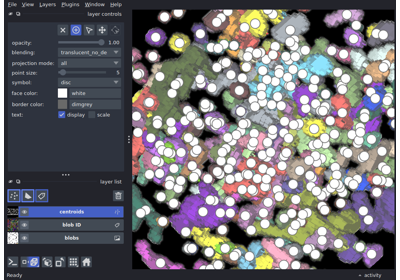 File View Layers Plugins Window Help
layer controls
opacity: 1.00
blending: translucent_no_de
projection mode: all
point size: 5
symbol: disc
face color: white
border color: dimgrey
text: display scale
layer list
centroids
blob ID
blobs
activity